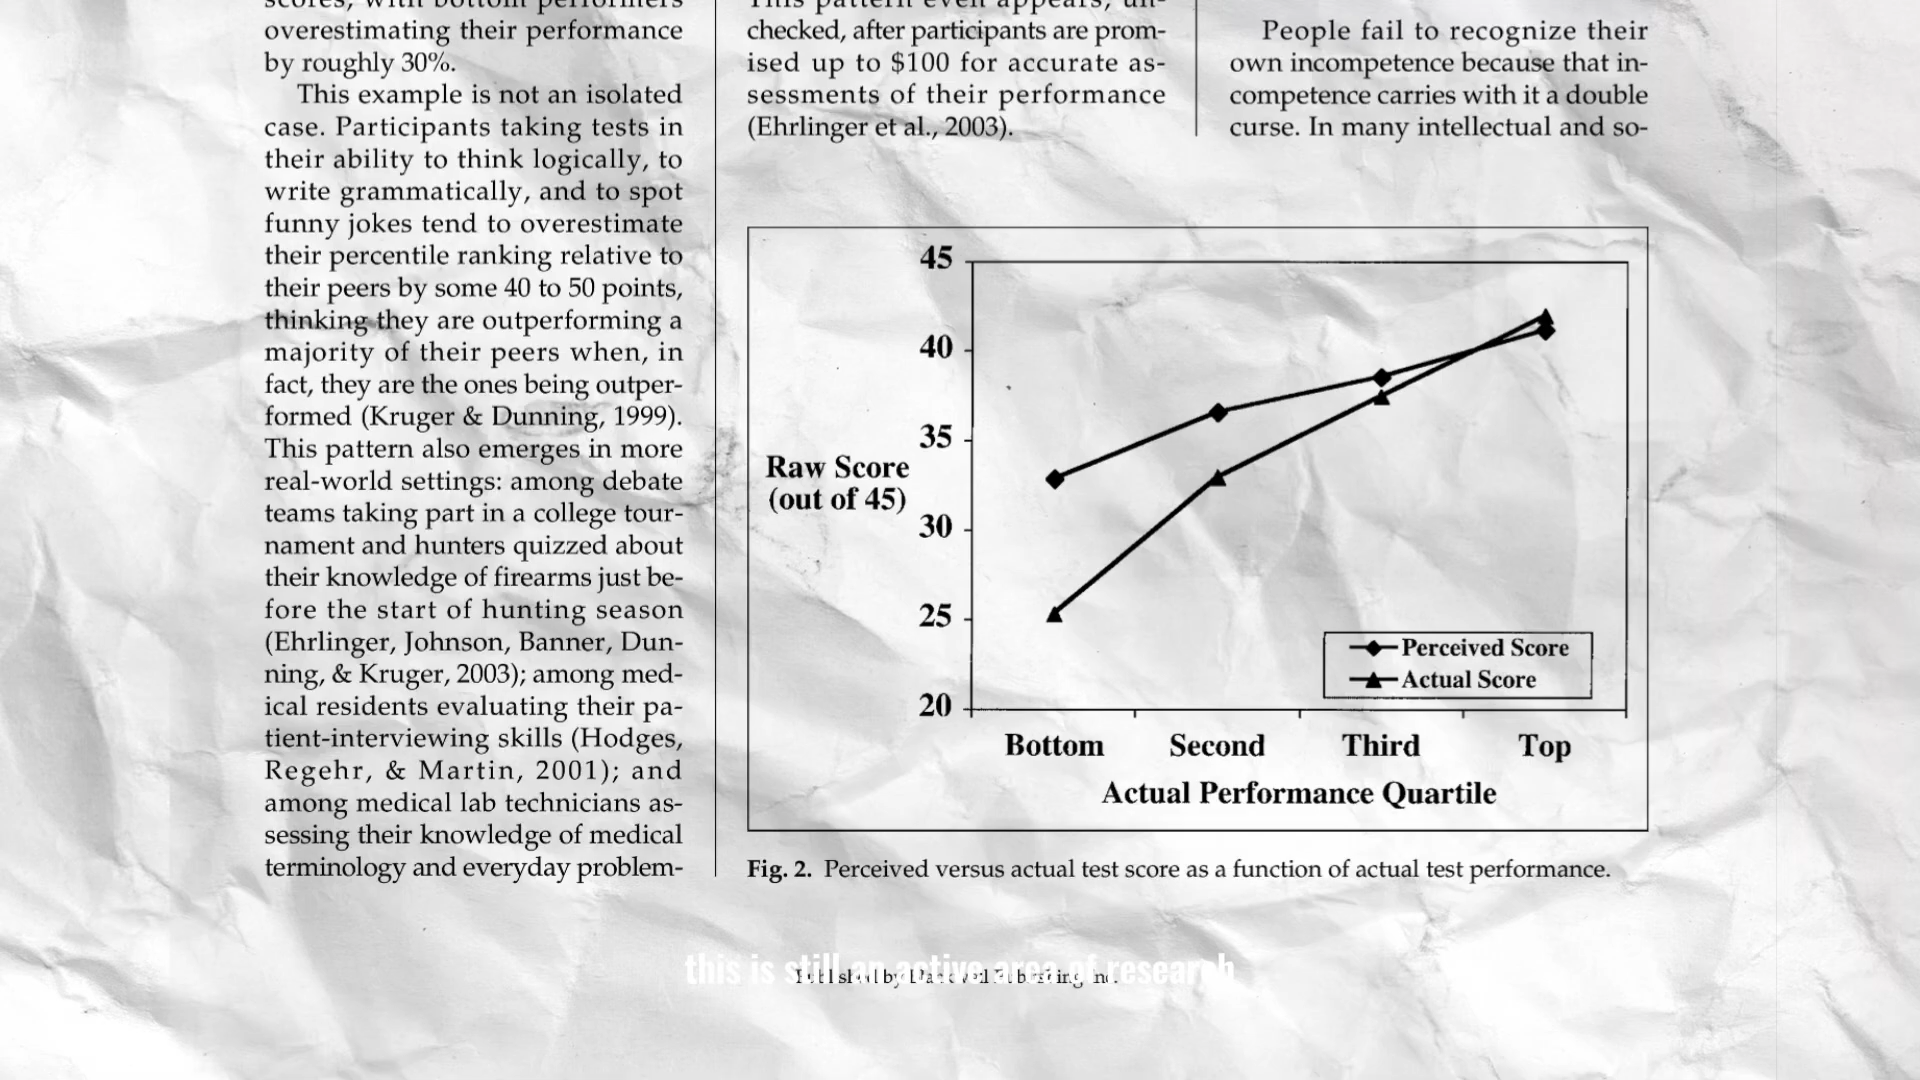 overestimating their performance
by roughly 30%.
This example is not an isolated
case. Participants taking tests in
their ability to think logically, to
write grammatically, and to spot
funny jokes tend to overestimate
their percentile ranking relative to
their peers by some 40 to 50 points,
thinking they are outperforming a
majority of their peers when, in
fact, they are the ones being outper-
formed (Kruger & Dunning, 1999).
This pattern also emerges in more
real-world settings: among debate
teams taking part in a college tour-
nament and hunters quizzed about
their knowledge of firearms just be-
fore the start of hunting season
(Ehrlinger, Johnson, Banner, Dun-
ning, & Kruger, 2003); among med-
ical residents evaluating their pa-
tient-interviewing skills (Hodges,
Regehr, & Martin, 2001); and
among medical lab technicians as-
sessing their knowledge of medical
terminology and everyday problem-
checked, after participants are prom-
ised up to $100 for accurate as-
sessments of their performance
(Ehrlinger et al., 2003).
People fail to recognize their
own incompetence because that in-
competence carries with it a double
curse. In many intellectual and so-
45
40
35
30
25
20
Raw Score
(out of 45)
Perceived Score
Actual Score
Bottom Second Third Top
Actual Performance Quartile
Fig. 2. Perceived versus actual test score as a function of actual test performance.
this is still an active area of research